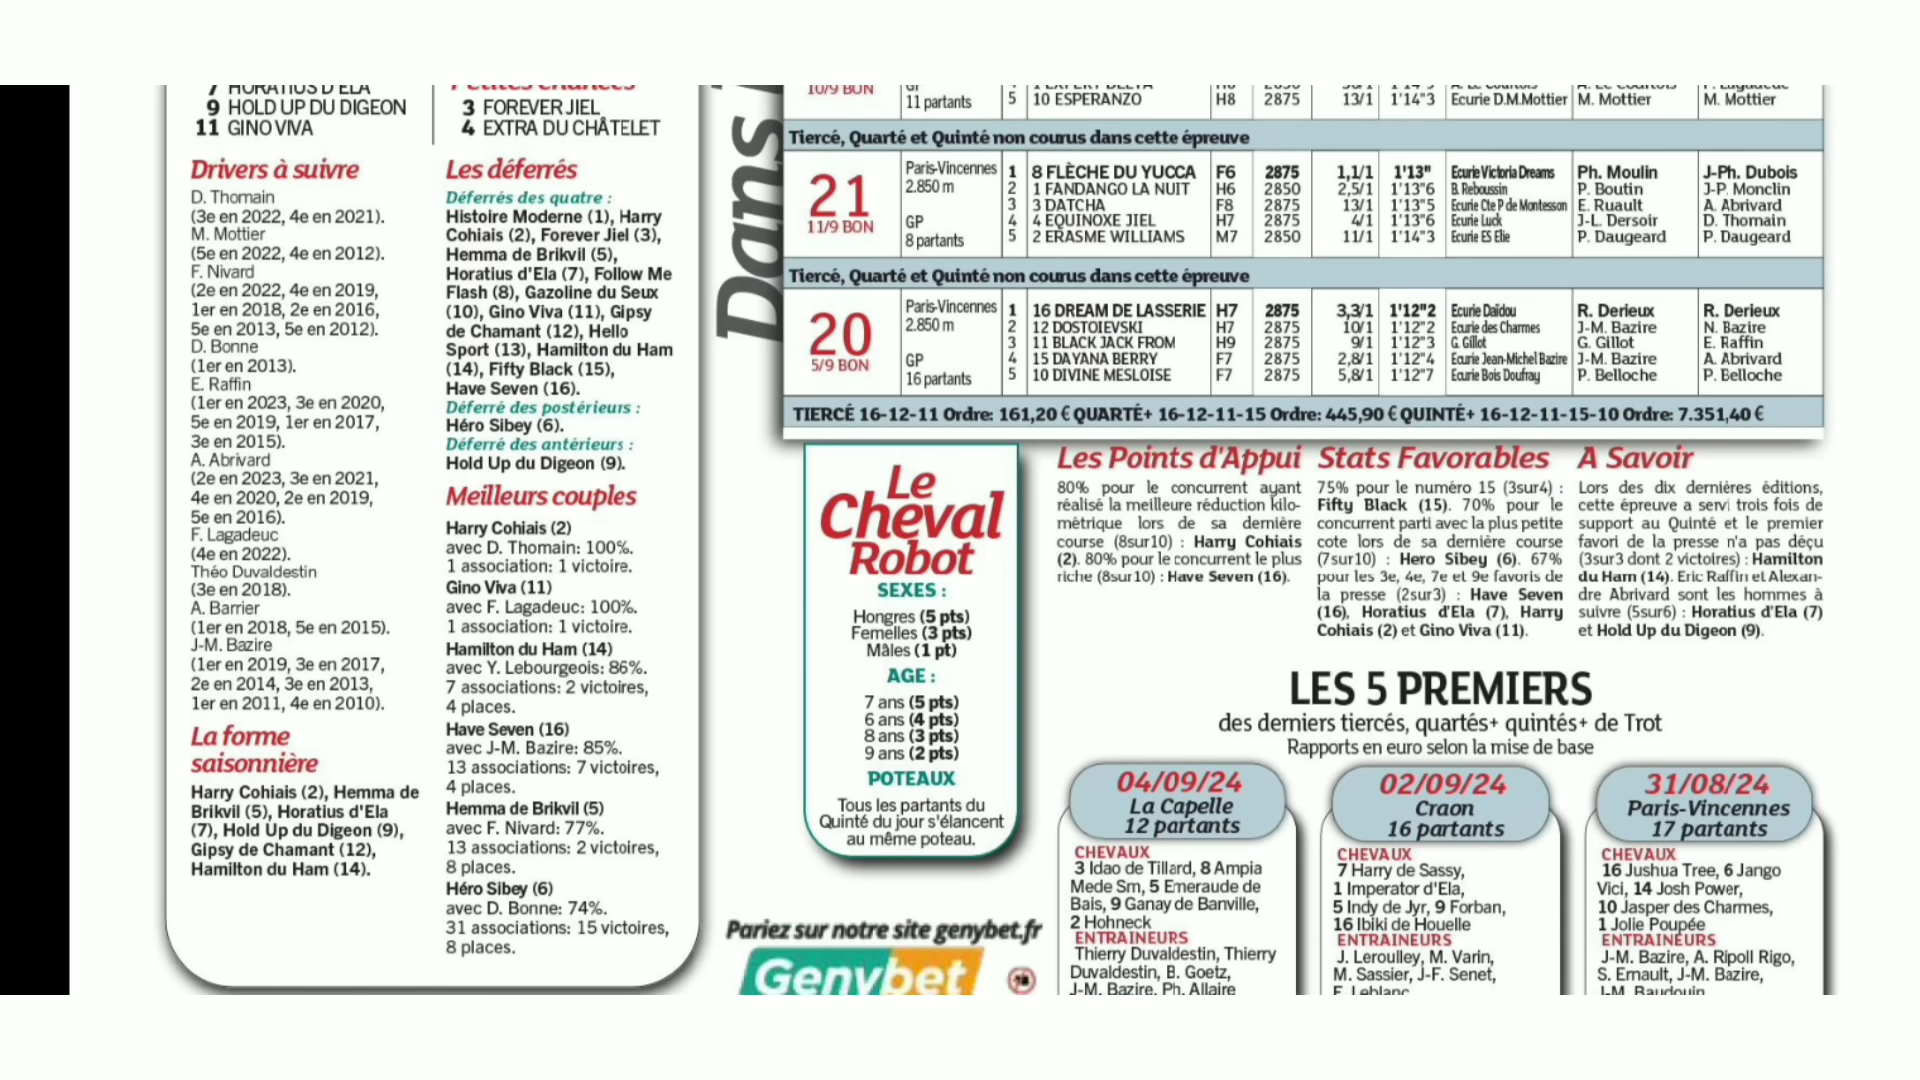 7 HORATIUS D'ELA
9 HOLD UP DU DIGEON
11 GINO VIVA
Petites chances
3 FOREVER JIEL
4 EXTRA DU CHÂTELET
Drivers à suivre
D. Thomain
(3e en 2022, 4e en 2021).
M. Mottier
(5e en 2022, 4e en 2012).
F. Nivard
(2e en 2022, 4e en 2019,
1er en 2018, 2e en 2016,
5e en 2013, 5e en 2012).
D. Bonne
(1er en 2013).
E. Raffin
(1er en 2023, 3e en 2020,
5e en 2019, 1er en 2017,
3e en 2015).
A. Abrivard
(2e en 2023, 3e en 2021,
4e en 2020, 2e en 2019,
5e en 2016).
F. Lagadeuc
(4e en 2022).
Théo Duvaldestin
(3e en 2018).
A. Barrier
(1er en 2018, 5e en 2015).
J-M. Bazire
(1er en 2019, 3e en 2017,
2e en 2014, 3e en 2013,
1er en 2011, 4e en 2010).
La forme
saisonnière
Harry Cohiais (2), Hemma de
Brikvil (5), Horatius d'Ela
(7), Hold Up du Digeon (9),
Gipsy de Chamant (12),
Hamilton du Ham (14).
Les déferrés
Déferrés des quatre :
Histoire Moderne (1), Harry
Cohiais (2), Forever Jiel (3),
Hemma de Brikvil (5),
Horatius d'Ela (7), Follow Me
Flash (8), Gazoline du Seux
(10), Gino Viva (11), Gipsy
de Chamant (12), Hello
Sport (13), Hamilton du Ham
(14), Fifty Black (15),
Have Seven (16).
Déferré des postérieurs :
Héro Sibey (6).
Déferré des antérieurs :
Hold Up du Digeon (9).
Meilleurs couples
Harry Cohiais (2)
avec D. Thomain: 100%.
1 association: 1 victoire.
Gino Viva (11)
avec F. Lagadeuc: 100%.
1 association: 1 victoire.
Hamilton du Ham (14)
avec Y. Lebourgeois: 86%.
7 associations: 2 victoires,
4 places.
Have Seven (16)
avec J-M. Bazire: 85%.
13 associations: 7 victoires,
4 places.
Hemma de Brikvil (5)
avec F. Nivard: 77%.
13 associations: 2 victoires,
8 places.
Héro Sibey (6)
avec D. Bonne: 74%.
31 associations: 15 victoires,
8 places.
Dans
10/9 BON
GP
11 partants
5 10 ESPERANZO H8 2875 13/1 1'14"3 Ecurie D.M.Mottier M. Mottier M. Mottier
Tiercé, Quarté et Quinté non courus dans cette épreuve
21
11/9 BON
Paris-Vincennes
2.850 m
GP
8 partants
1 8 FLÈCHE DU YUCCA F6 2875 1,1/1 1'13" Ecurie Victoria Dreams Ph. Moulin J-Ph. Dubois
2 1 FANDANGO LA NUIT H6 2850 2,5/1 1'13"6 B. Reboussin P. Boutin J-P. Monclin
3 3 DATCHA F8 2875 13/1 1'13"5 Ecurie Cte P de Montesson E. Ruault A. Abrivard
4 4 EQUINOXE JIEL H7 2875 4/1 1'13"6 Ecurie Luck J-L. Dersoir D. Thomain
5 2 ERASME WILLIAMS M7 2850 11/1 1'14"3 Ecurie ES Elie P. Daugeard P. Daugeard
Tiercé, Quarté et Quinté non courus dans cette épreuve
20
5/9 BON
Paris-Vincennes
2.850 m
GP
16 partants
1 16 DREAM DE LASSERIE H7 2875 3,3/1 1'12"2 Ecurie Daïdou R. Derieux R. Derieux
2 12 DOSTOIEVSKI H7 2875 10/1 1'12"2 Ecurie des Charmes J-M. Bazire N. Bazire
3 11 BLACK JACK FROM H9 2875 9/1 1'12"3 G. Gillot G. Gillot E. Raffin
4 15 DAYANA BERRY F7 2875 2,8/1 1'12"4 Ecurie Jean-Michel Bazire J-M. Bazire A. Abrivard
5 10 DIVINE MESLOISE F7 2875 5,8/1 1'12"7 Ecurie Bois Doufray P. Belloche P. Belloche
TIERCÉ 16-12-11 Ordre: 161,20 € QUARTÉ+ 16-12-11-15 Ordre: 445,90 € QUINTÉ+ 16-12-11-15-10 Ordre: 7.351,40 €
Le
Cheval
Robot
SEXES :
Hongres (5 pts)
Femelles (3 pts)
Mâles (1 pt)
AGE :
7 ans (5 pts)
6 ans (4 pts)
8 ans (3 pts)
9 ans (2 pts)
POTEAUX
Tous les partants du
Quinté du jour s'élancent
au même poteau.
Pariez sur notre site genybet.fr
Genybet
Les Points d'Appui
80% pour le concurrent ayant
réalisé la meilleure réduction kilo-
métrique lors de sa dernière
course (8sur10) : Harry Cohiais
(2). 80% pour le concurrent le plus
riche (8sur10) : Have Seven (16).
Stats Favorables
75% pour le numéro 15 (3sur4) :
Fifty Black (15). 70% pour le
concurrent parti avec la plus petite
cote lors de sa dernière course
(7sur10) : Hero Sibey (6). 67%
pour les 3e, 4e, 7e et 9e favoris de
la presse (2sur3) : Have Seven
(16), Horatius d'Ela (7), Harry
Cohiais (2) et Gino Viva (11).
A Savoir
Lors des dix dernières éditions,
cette épreuve a servi trois fois de
support au Quinté et le premier
favori de la presse n'a pas déçu
(3sur3 dont 2 victoires) : Hamilton
du Ham (14). Eric Raffin et Alexan-
dre Abrivard sont les hommes à
suivre (5sur6) : Horatius d'Ela (7)
et Hold Up du Digeon (9).
LES 5 PREMIERS
des derniers tiercés, quartés+ quintés+ de Trot
Rapports en euro selon la mise de base
04/09/24
La Capelle
12 partants
CHEVAUX
3 Idao de Tillard, 8 Ampia
Mede Sm, 5 Emeraude de
Bais, 9 Ganay de Banville,
2 Hohneck
ENTRAINEURS
Thierry Duvaldestin, Thierry
Duvaldestin, B. Goetz,
J-M. Bazire, Ph. Allaire
02/09/24
Craon
16 partants
CHEVAUX
7 Harry de Sassy,
1 Imperator d'Ela,
5 Indy de Jyr, 9 Forban,
16 Ibiki de Houelle
ENTRAINEURS
J. Leroulley, M. Varin,
M. Sassier, J-F. Senet,
F. Leblanc
31/08/24
Paris-Vincennes
17 partants
CHEVAUX
16 Jushua Tree, 6 Jango
Vici, 14 Josh Power,
10 Jasper des Charmes,
1 Jolie Poupée
ENTRAINEURS
J-M. Bazire, A. Ripoll Rigo,
S. Ernault, J-M. Bazire,
J-M. Baudouin